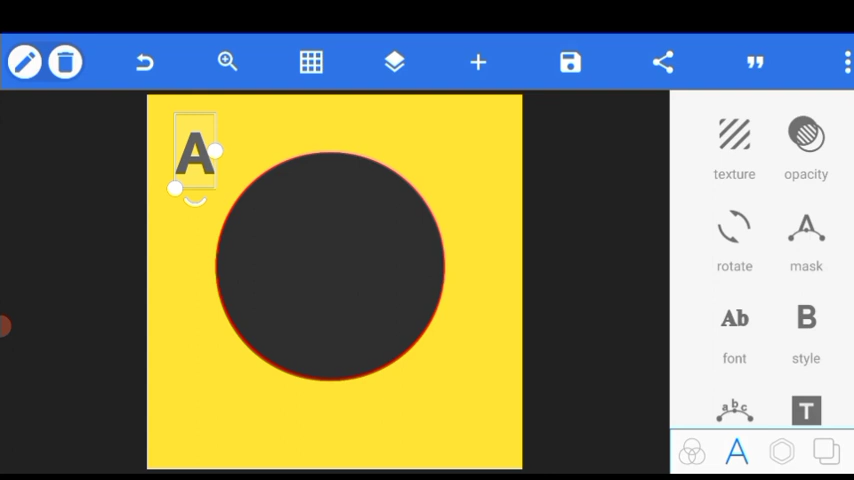 A
texture opacity
rotate mask
Ab B
font style
abc T
A